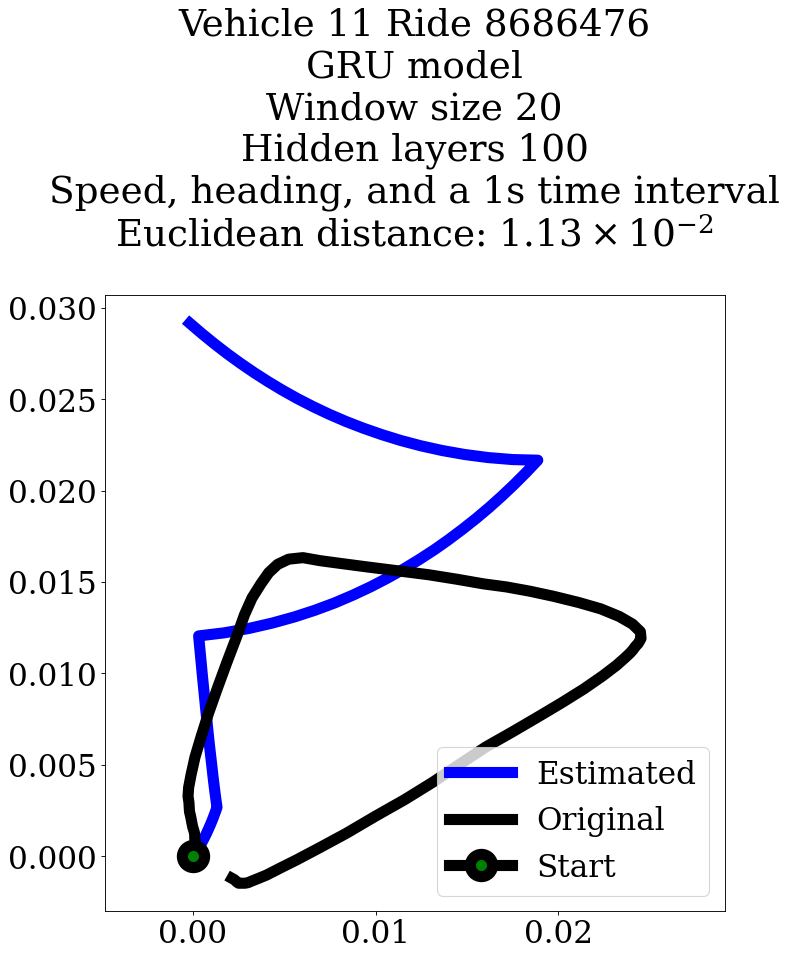 Vehicle 11 Ride 8686476
GRU model
Window size 20
Hidden layers 100
Speed, heading, and a 1s time interval
Euclidean distance: 1.13 × 10⁻²
0.030
0.025
0.020
0.015
0.010
0.005
0.000
Estimated
Original
Start
0.00 0.01 0.02